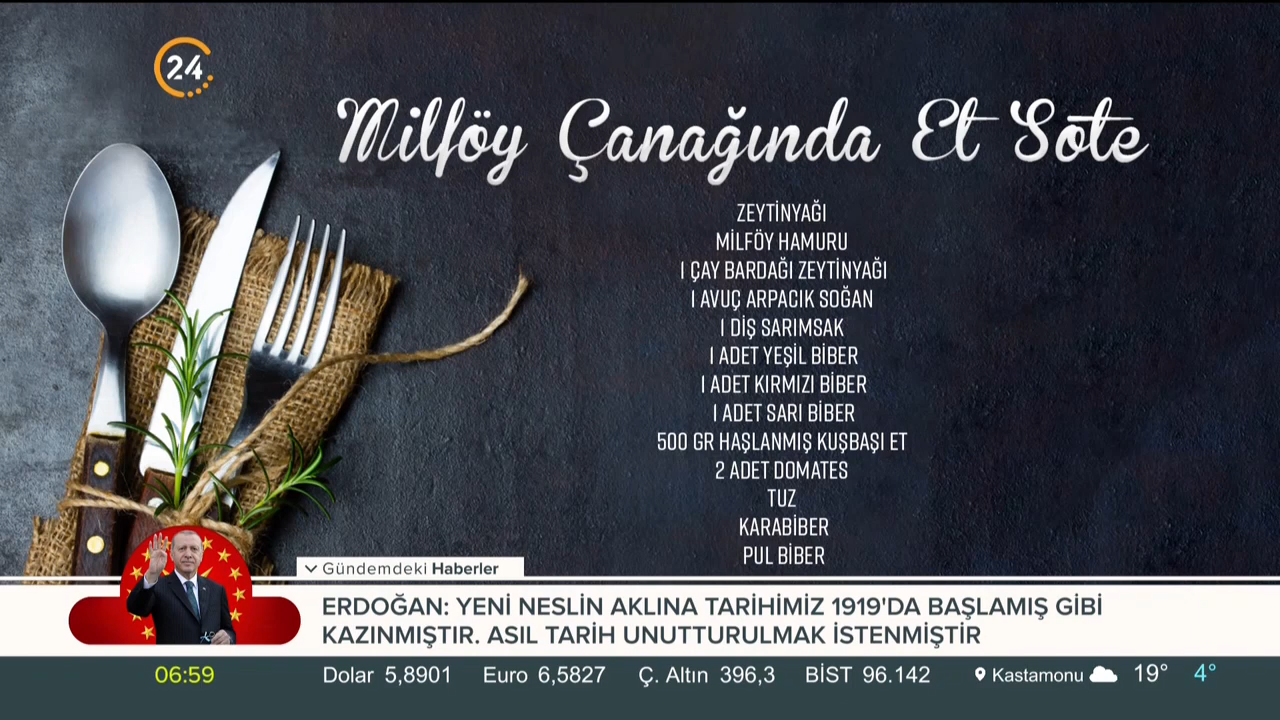 24
Milföy Çanağında Et Sote
ZEYTİNYAĞI
MİLFÖY HAMURU
1 ÇAY BARDAĞI ZEYTİNYAĞI
1 AVUÇ ARPACIK SOĞAN
1 DİŞ SARIMSAK
1 ADET YEŞİL BİBER
1 ADET KIRMIZI BİBER
1 ADET SARI BİBER
500 GR HAŞLANMIŞ KUŞBAŞI ET
2 ADET DOMATES
TUZ
KARABİBER
PUL BİBER
Gündemdeki Haberler
ERDOĞAN: YENİ NESLİN AKLINA TARİHİMİZ 1919'DA BAŞLAMIŞ GİBİ
KAZINMIŞTIR. ASIL TARİH UNUTTURULMAK İSTENMİŞTİR
06:59 Dolar 5,8901 Euro 6,5827 Ç. Altın 396,3 BİST 96.142 Kastamonu 19° 4°